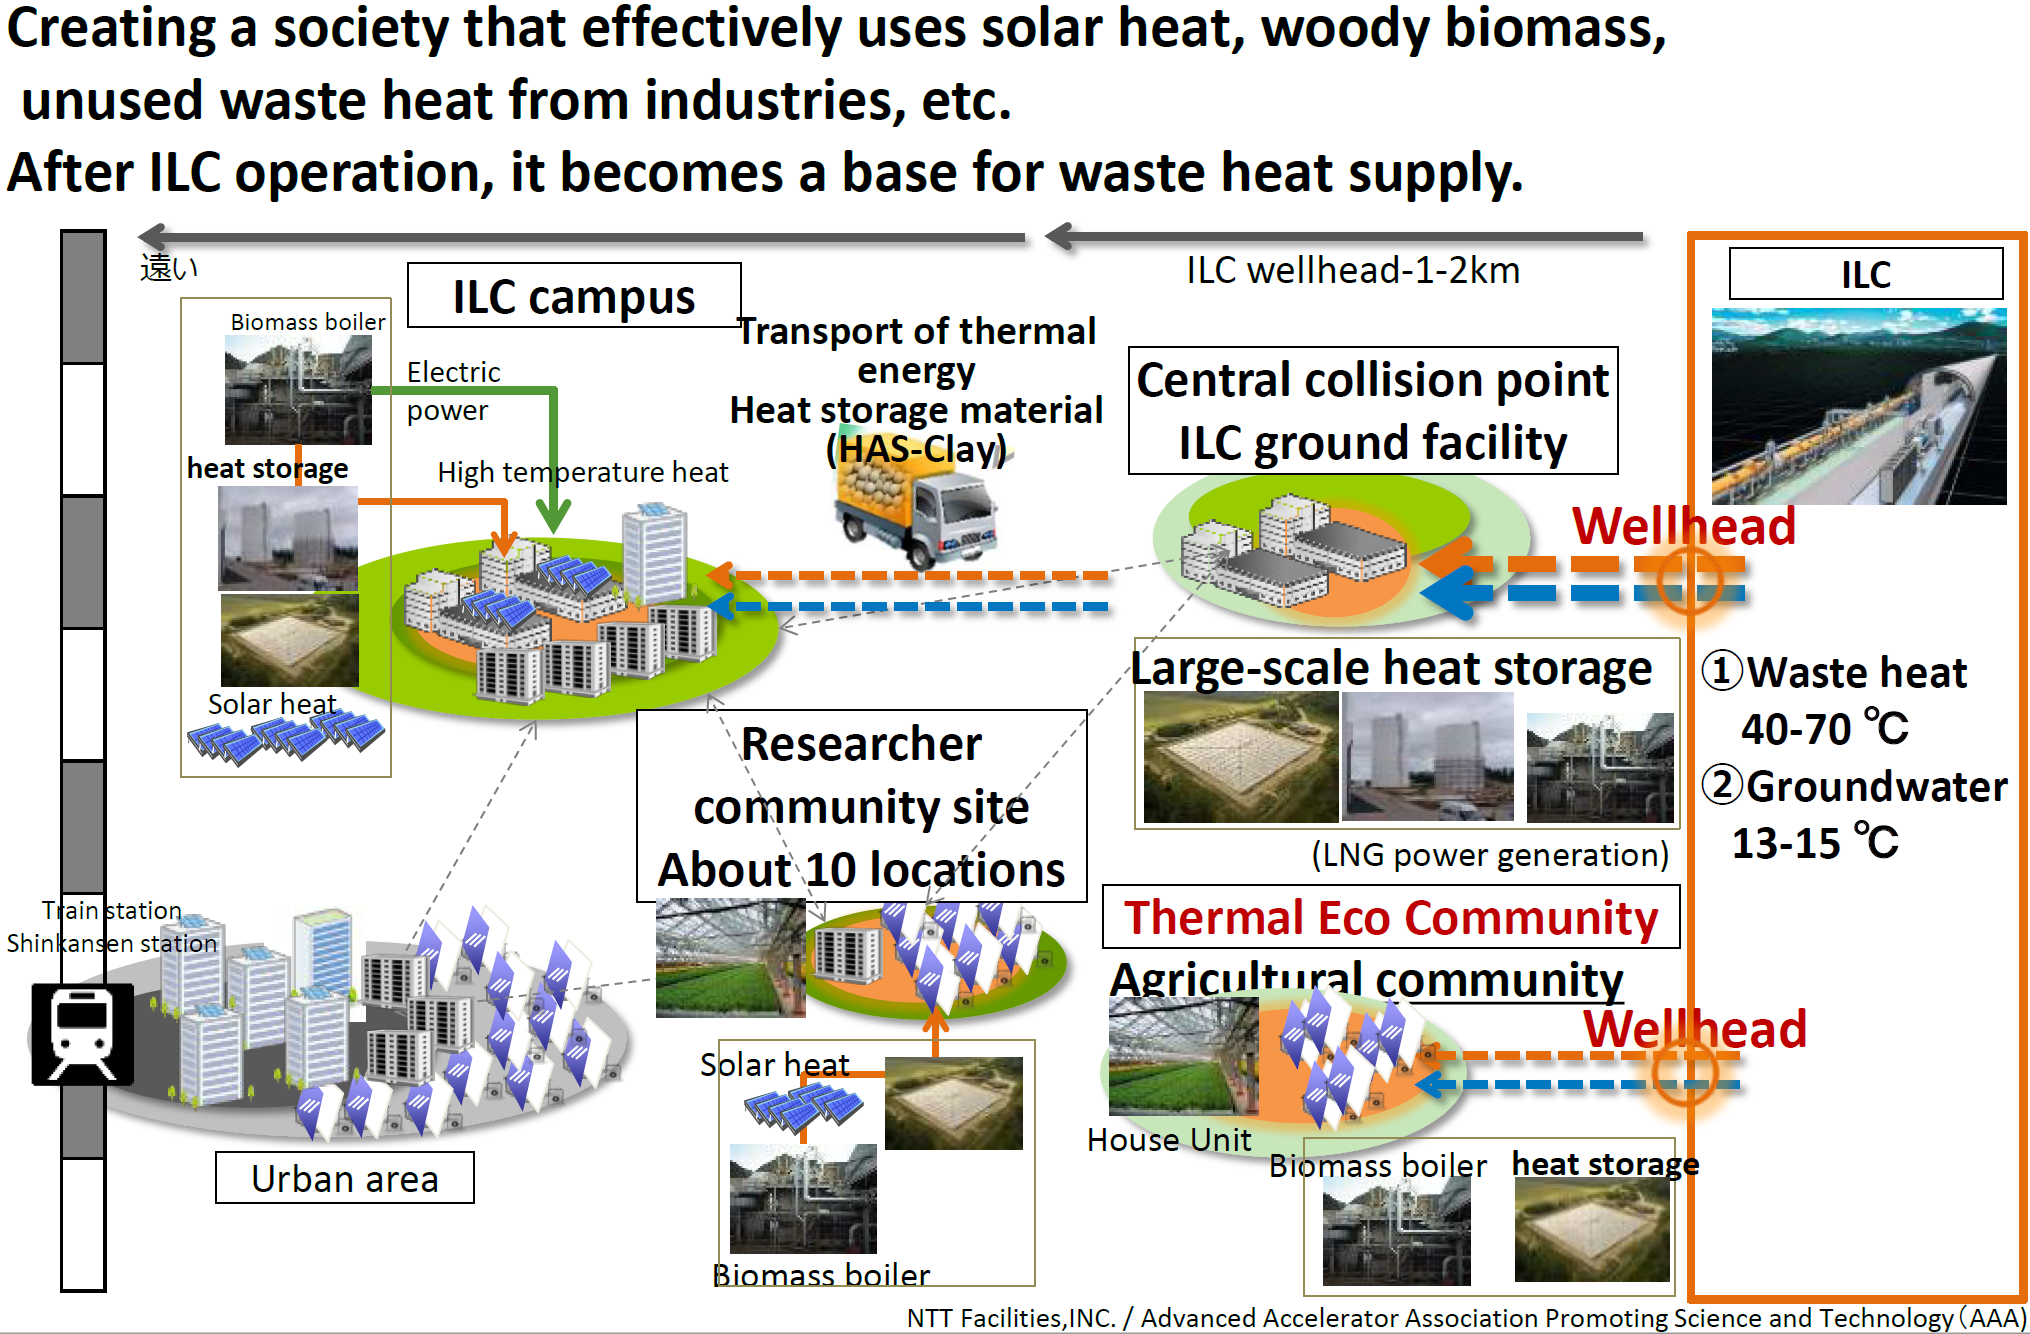 Creating a society that effectively uses solar heat, woody biomass,
unused waste heat from industries, etc.
After ILC operation, it becomes a base for waste heat supply.
遠い
ILC wellhead-1-2km
ILC
ILC campus
Biomass boiler
Electric
power
heat storage
High temperature heat
Solar heat
Transport of thermal
energy
Heat storage material
(HAS-Clay)
Central collision point
ILC ground facility
Wellhead
①Waste heat
40-70 ℃
②Groundwater
13-15 ℃
Large-scale heat storage
(LNG power generation)
Researcher
community site
About 10 locations
Thermal Eco Community
Agricultural community
Wellhead
Train station
Shinkansen station
Urban area
Solar heat
Biomass boiler
House Unit
Biomass boiler
heat storage
NTT Facilities,INC. / Advanced Accelerator Association Promoting Science and Technology（AAA)